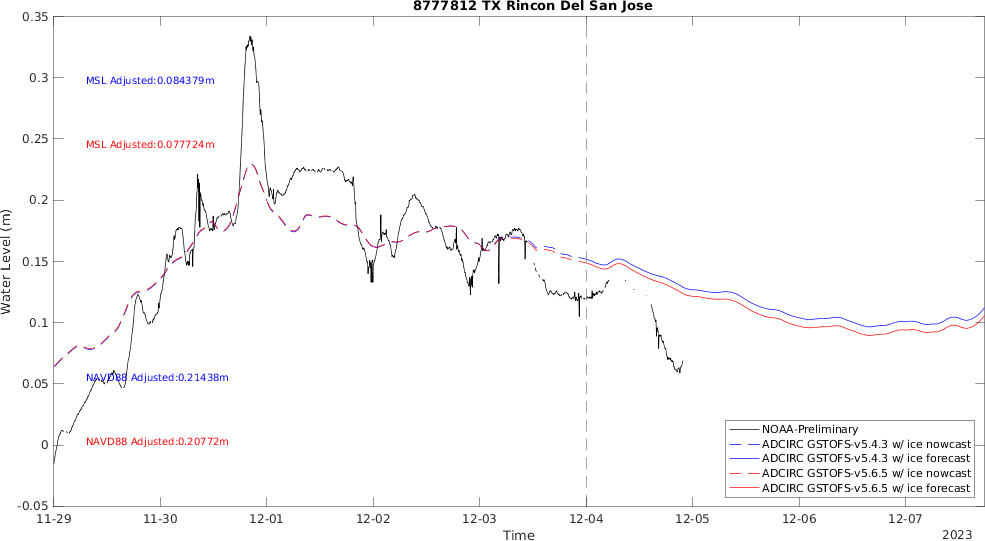 8777812 TX Rincon Del San Jose
0.35
0.3
0.25
0.2
0.15
0.1
0.05
0
-0.05
Water Level (m)
MSL Adjusted:0.084379m
MSL Adjusted:0.077724m
NAVD88 Adjusted:0.21438m
NAVD88 Adjusted:0.20772m
NOAA-Preliminary
ADCIRC GSTOFS-v5.4.3 w/ ice nowcast
ADCIRC GSTOFS-v5.4.3 w/ ice forecast
ADCIRC GSTOFS-v5.6.5 w/ ice nowcast
ADCIRC GSTOFS-v5.6.5 w/ ice forecast
11-29 11-30 12-01 12-02 12-03 12-04 12-05 12-06 12-07
Time
2023